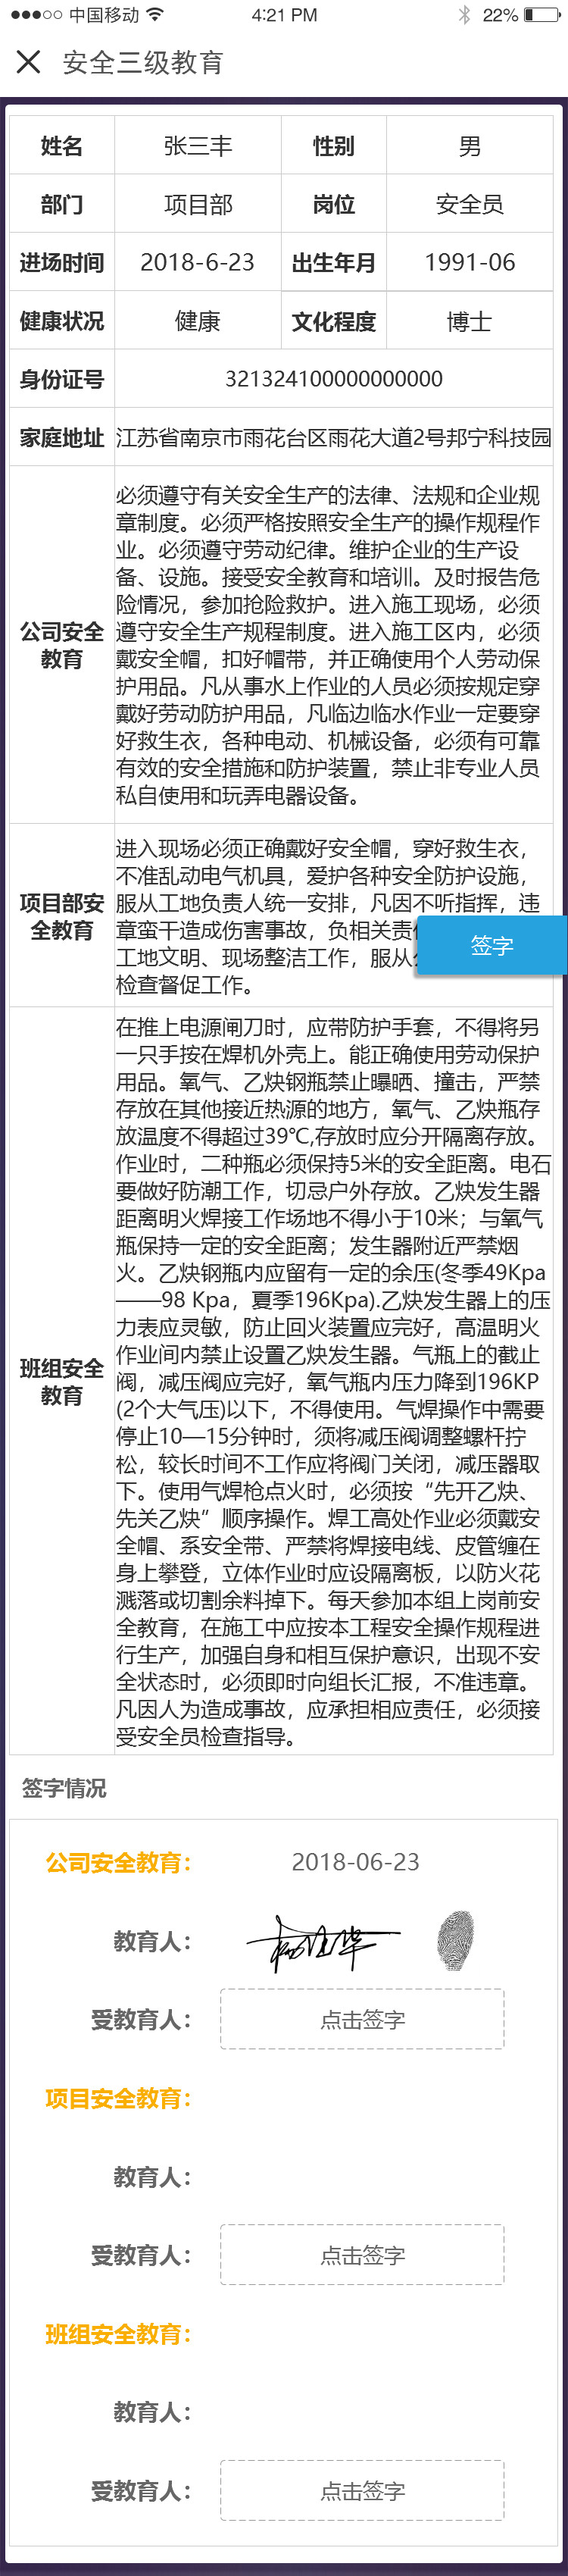 中国移动 4:21 PM 22%
安全三级教育
姓名 张三丰 性别 男
部门 项目部 岗位 安全员
进场时间 2018-6-23 出生年月 1991-06
健康状况 健康 文化程度 博士
身份证号 321324100000000000
家庭地址 江苏省南京市雨花台区雨花大道2号邦宁科技园
公司安全
教育
必须遵守有关安全生产的法律、法规和企业规
章制度。必须严格按照安全生产的操作规程作
业。必须遵守劳动纪律。维护企业的生产设
备、设施。接受安全教育和培训。及时报告危
险情况，参加抢险救护。进入施工现场，必须
遵守安全生产规程制度。进入施工区内，必须
戴安全帽，扣好帽带，并正确使用个人劳动保
护用品。凡从事水上作业的人员必须按规定穿
戴好劳动防护用品，凡临边临水作业一定要穿
好救生衣，各种电动、机械设备，必须有可靠
有效的安全措施和防护装置，禁止非专业人员
私自使用和玩弄电器设备。
项目部安
全教育
进入现场必须正确戴好安全帽，穿好救生衣，
不准乱动电气机具，爱护各种安全防护设施，
服从工地负责人统一安排，凡因不听指挥，违
章蛮干造成伤害事故，负相关责
工地文明、现场整洁工作，服从
检查督促工作。
签字
班组安全
教育
在推上电源闸刀时，应带防护手套，不得将另
一只手按在焊机外壳上。能正确使用劳动保护
用品。氧气、乙炔钢瓶禁止曝晒、撞击，严禁
存放在其他接近热源的地方，氧气、乙炔瓶存
放温度不得超过39℃,存放时应分开隔离存放。
作业时，二种瓶必须保持5米的安全距离。电石
要做好防潮工作，切忌户外存放。乙炔发生器
距离明火焊接工作场地不得小于10米；与氧气
瓶保持一定的安全距离；发生器附近严禁烟
火。乙炔钢瓶内应留有一定的余压(冬季49Kpa
——98 Kpa，夏季196Kpa).乙炔发生器上的压
力表应灵敏，防止回火装置应完好，高温明火
作业间内禁止设置乙炔发生器。气瓶上的截止
阀，减压阀应完好，氧气瓶内压力降到196KP
(2个大气压)以下，不得使用。气焊操作中需要
停止10—15分钟时，须将减压阀调整螺杆拧
松，较长时间不工作应将阀门关闭，减压器取
下。使用气焊枪点火时，必须按“先开乙炔、
先关乙炔”顺序操作。焊工高处作业必须戴安
全帽、系安全带、严禁将焊接电线、皮管缠在
身上攀登，立体作业时应设隔离板，以防火花
溅落或切割余料掉下。每天参加本组上岗前安
全教育，在施工中应按本工程安全操作规程进
行生产，加强自身和相互保护意识，出现不安
全状态时，必须即时向组长汇报，不准违章。
凡因人为造成事故，应承担相应责任，必须接
受安全员检查指导。
签字情况
公司安全教育： 2018-06-23
教育人：
受教育人： 点击签字
项目安全教育：
教育人：
受教育人： 点击签字
班组安全教育：
教育人：
受教育人： 点击签字